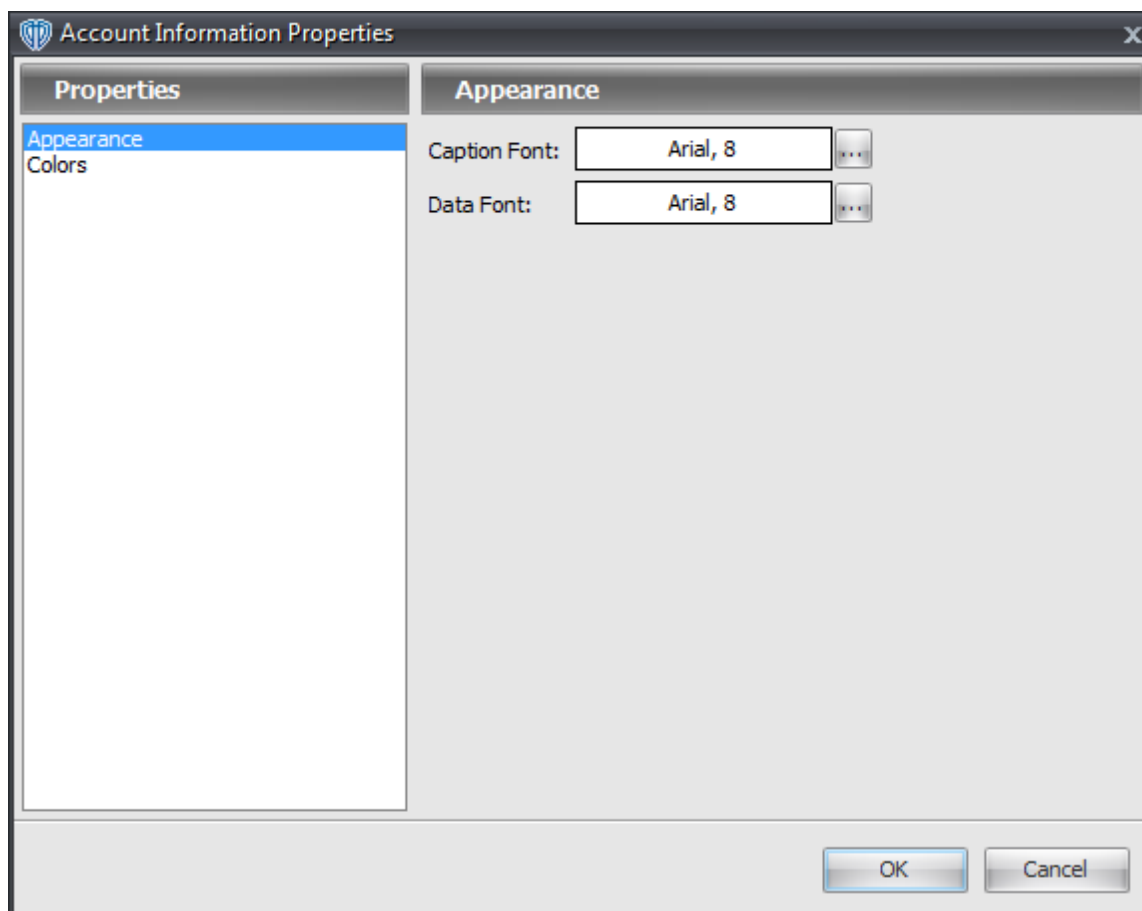 Account Information Properties
x
Properties
Appearance
Appearance
Colors
Caption Font: Arial, 8 ...
Data Font: Arial, 8 ...
OK Cancel